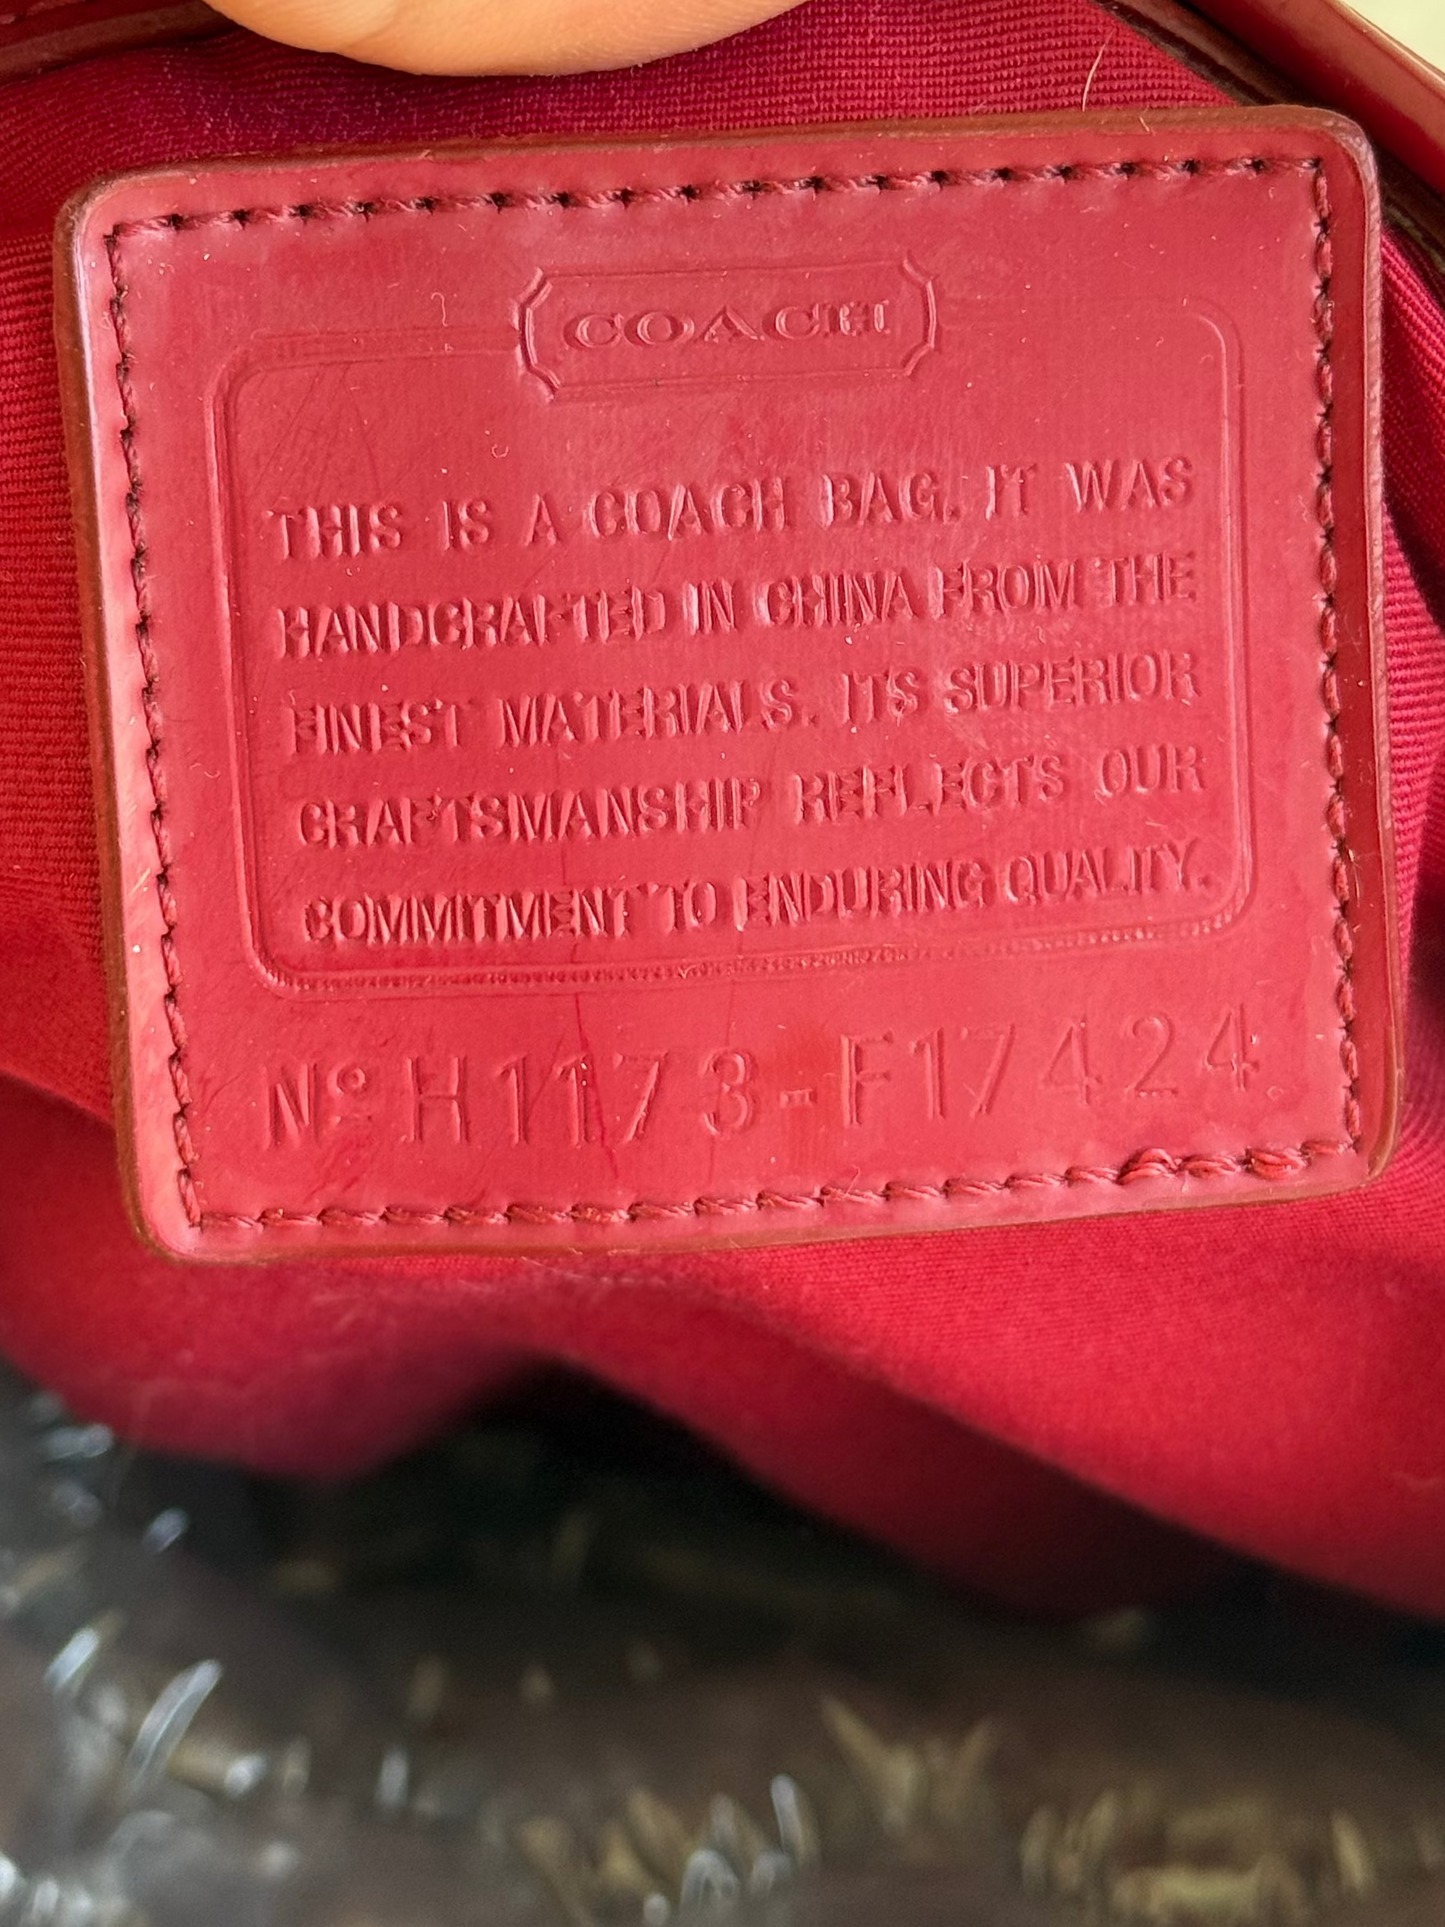 COACH
THIS IS A COACH BAG. IT WAS
HANDCRAFTED IN CHINA FROM THE
FINEST MATERIALS. ITS SUPERIOR
CRAFTSMANSHIP REFLECTS OUR
COMMITMENT TO ENDURING QUALITY.
Nº H1173-F17424